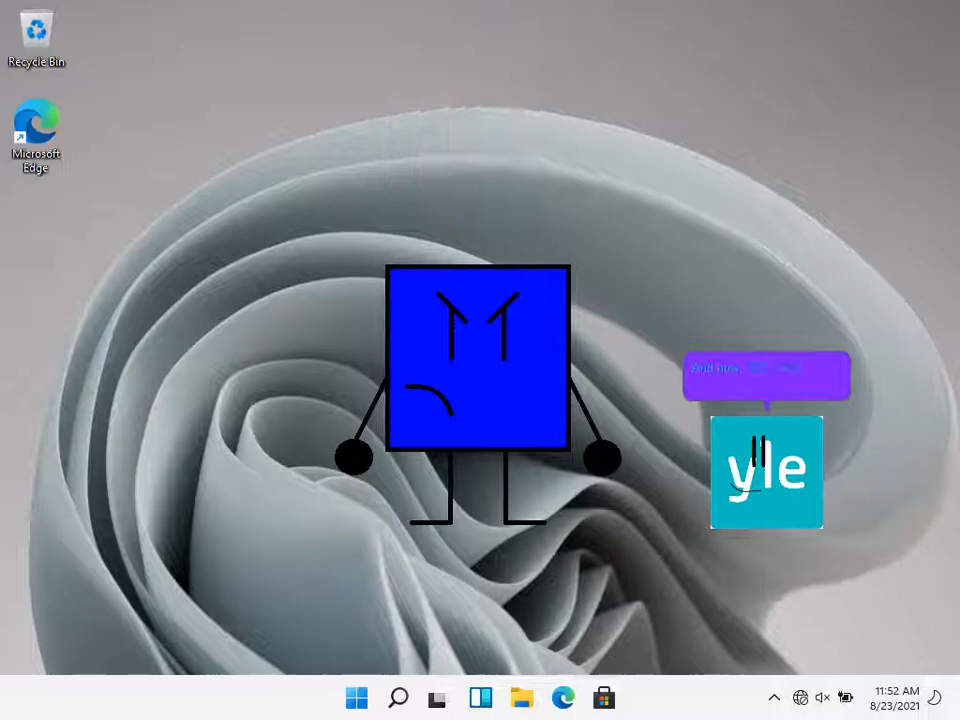 Recycle Bin
Microsoft
Edge
And now,
yle
11:52 AM
8/23/2021